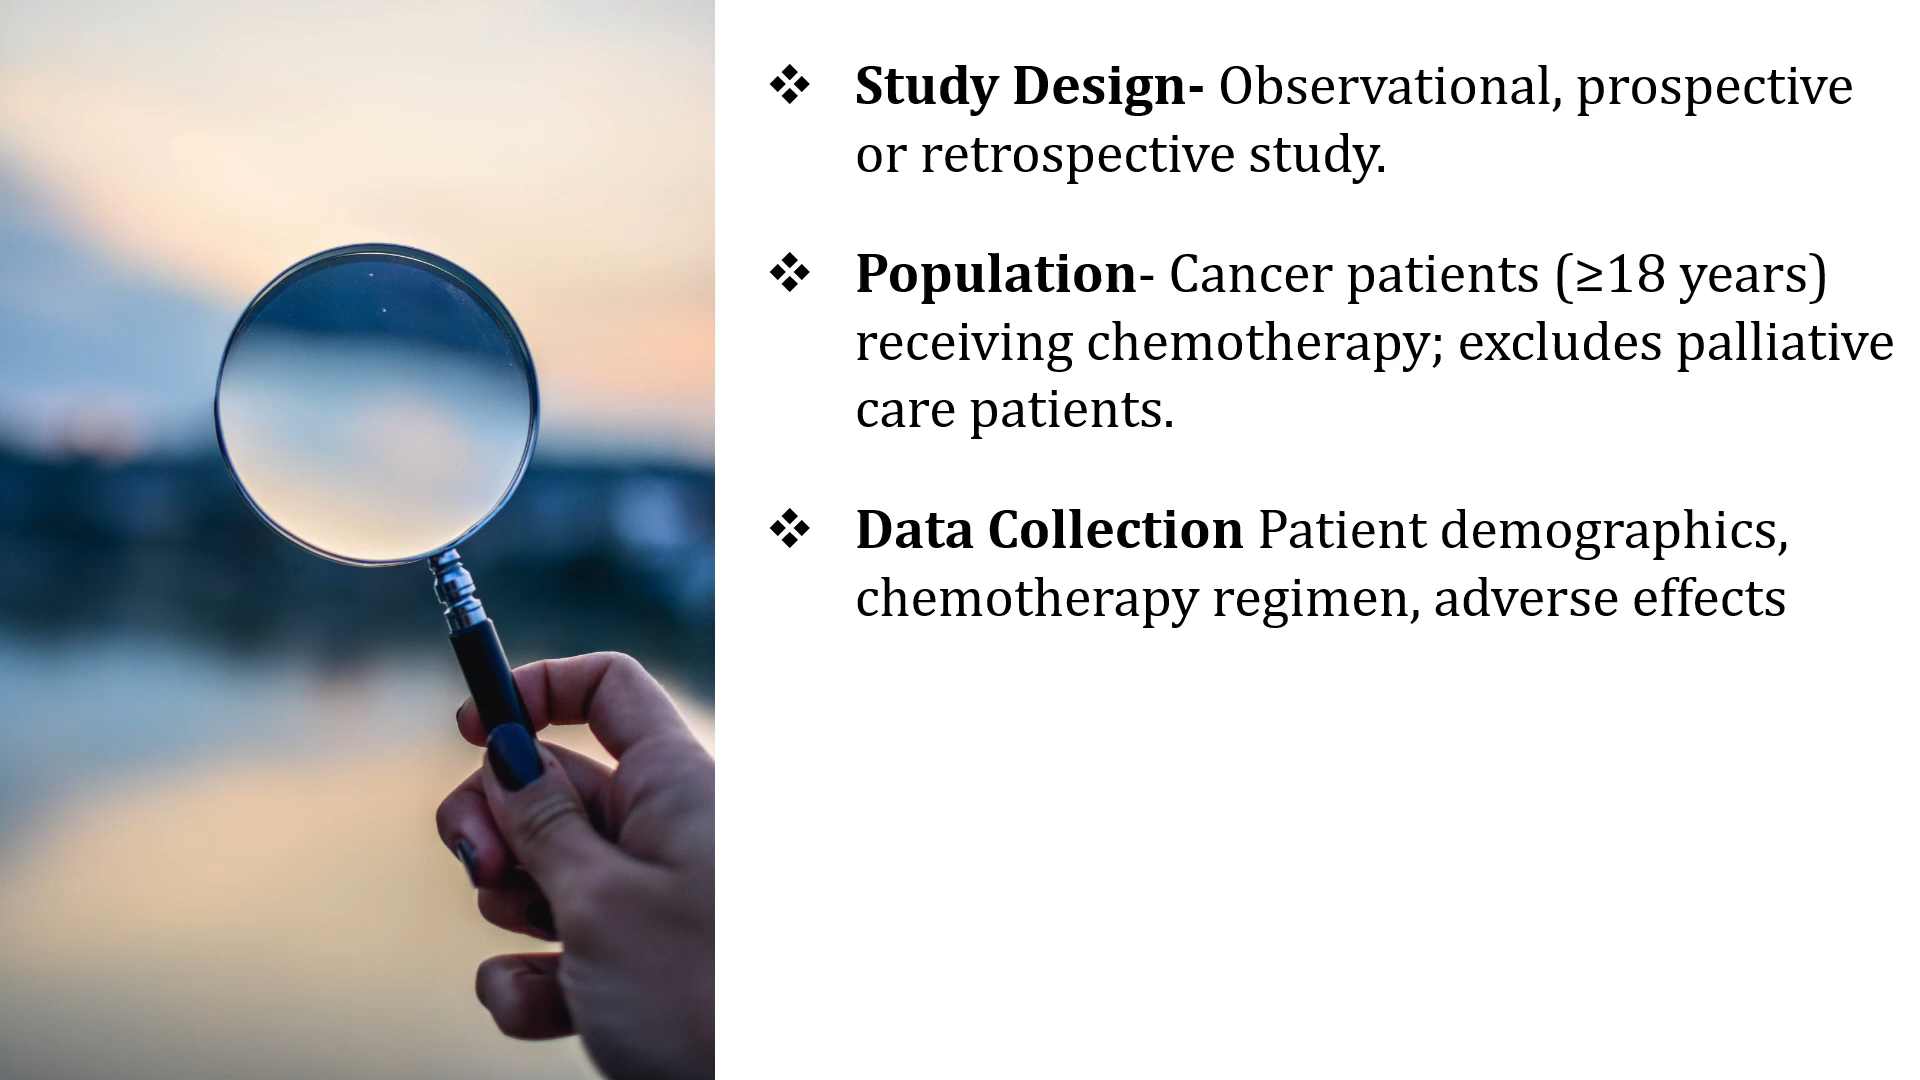 ❖ Study Design- Observational, prospective
or retrospective study.
❖ Population- Cancer patients (≥18 years)
receiving chemotherapy; excludes palliative
care patients.
❖ Data Collection Patient demographics,
chemotherapy regimen, adverse effects